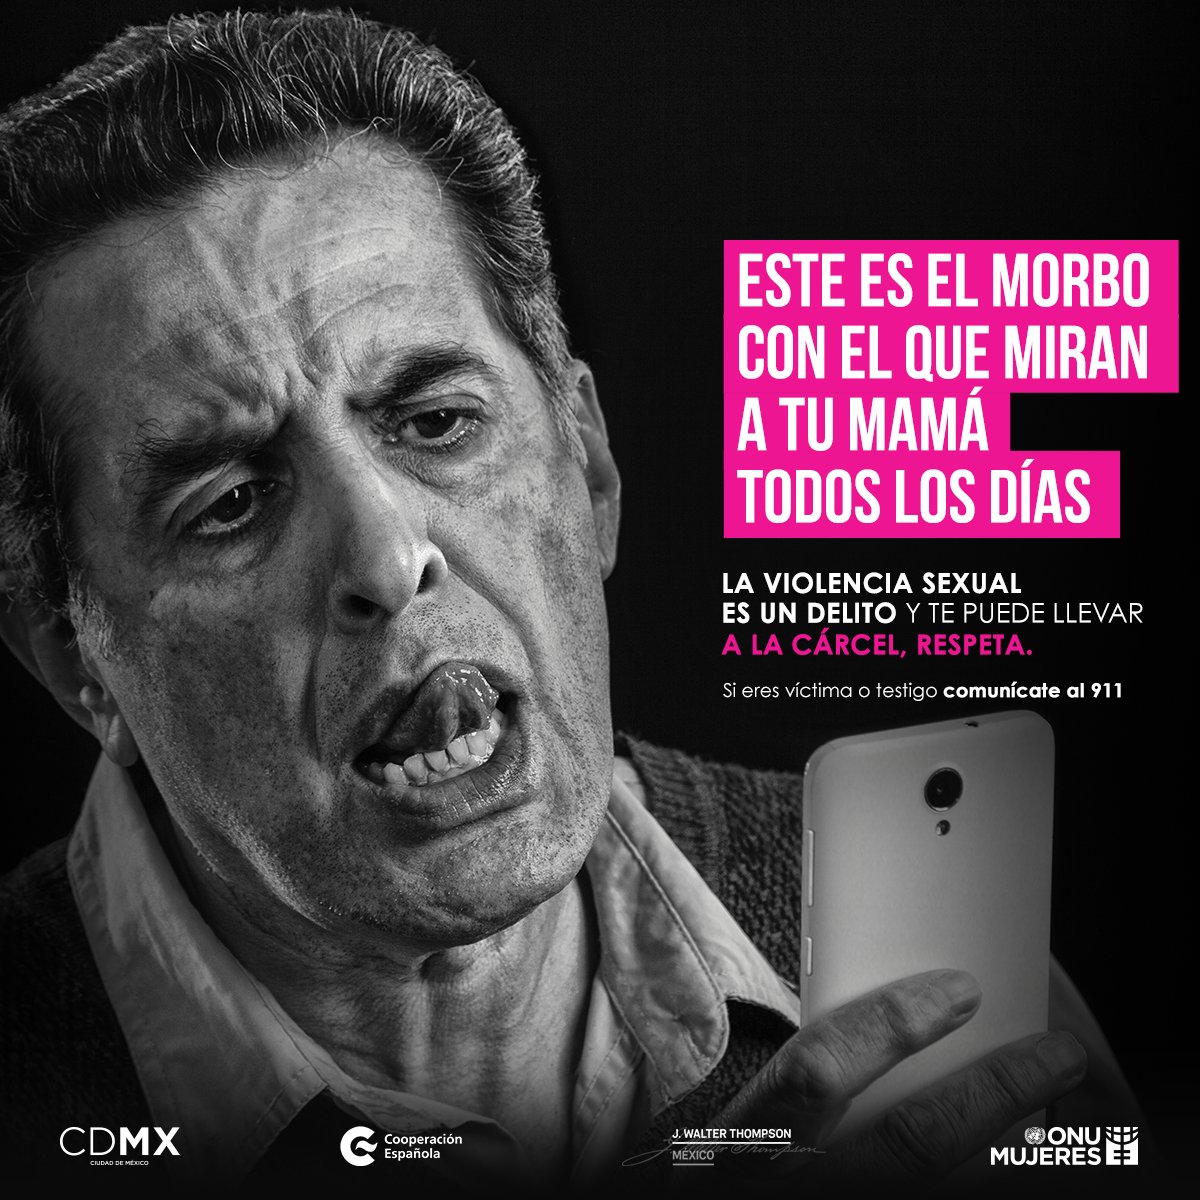 ESTE ES EL MORBO
CON EL QUE MIRAN
A TU MAMÁ
TODOS LOS DÍAS
LA VIOLENCIA SEXUAL
ES UN DELITO Y TE PUEDE LLEVAR
A LA CÁRCEL, RESPETA.
Si eres víctima o testigo comunícate al 911
CDMX
CIUDAD DE MÉXICO
Cooperación
Española
J. WALTER THOMPSON
MÉXICO
ONU
MUJERES